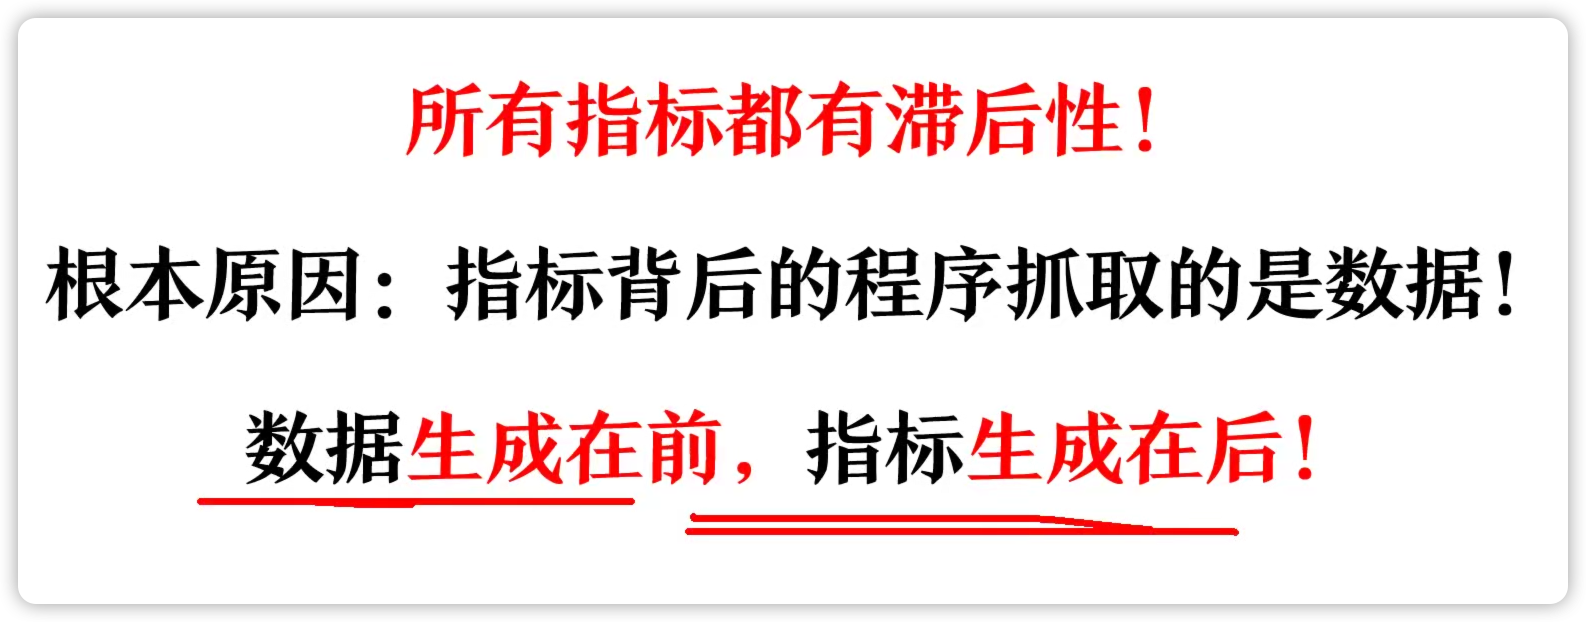 所有指标都有滞后性！
根本原因：指标背后的程序抓取的是数据！
数据生成在前，指标生成在后！